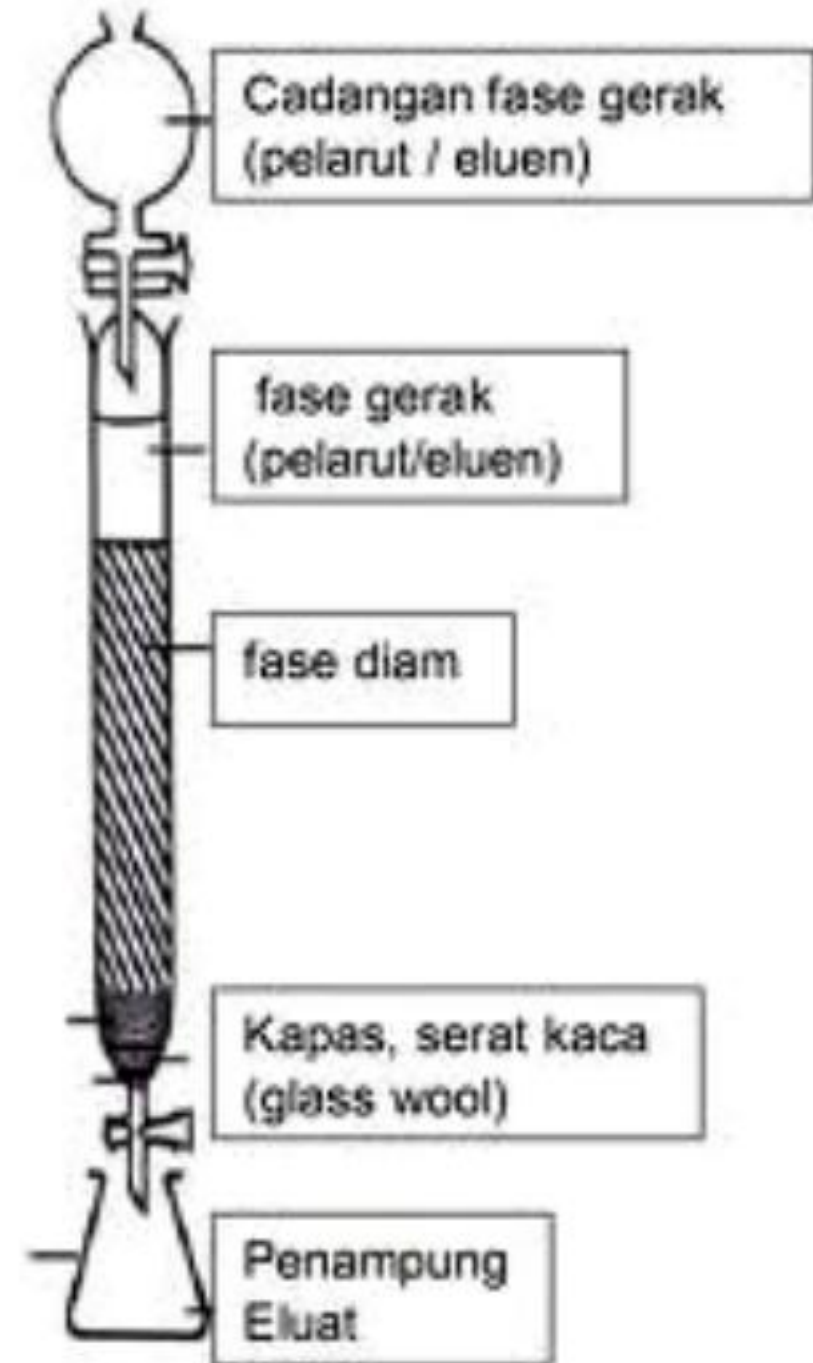 Cadangan fase gerak
(pelarut / eluen)
fase gerak
(pelarut/eluen)
fase diam
Kapas, serat kaca
(glass wool)
Penampung
Eluat